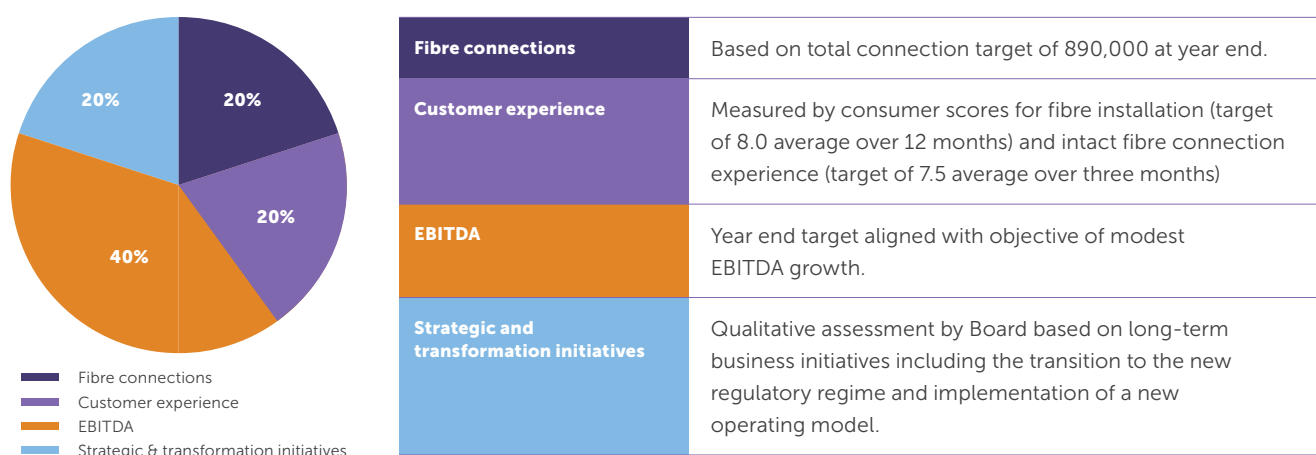 20%
20%
20%
40%
Fibre connections
Customer experience
EBITDA
Strategic & transformation initiatives
Fibre connections
Based on total connection target of 890,000 at year end.
Customer experience
Measured by consumer scores for fibre installation (target
of 8.0 average over 12 months) and intact fibre connection
experience (target of 7.5 average over three months)
EBITDA
Year end target aligned with objective of modest
EBITDA growth.
Strategic and
transformation initiatives
Qualitative assessment by Board based on long-term
business initiatives including the transition to the new
regulatory regime and implementation of a new
operating model.